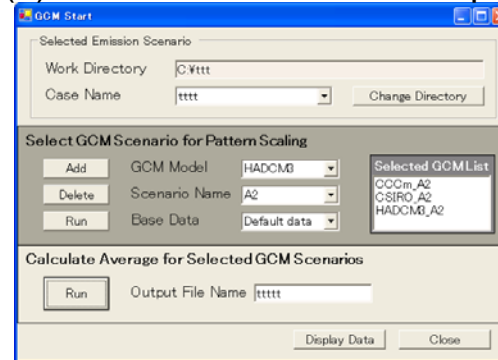 GCM Start
Selected Emission Scenario
Work Directory C:¥ttt
Case Name tttt Change Directory
Select GCM Scenario for Pattern Scaling
Add GCM Model HADCM3 Selected GCM List
CCCm_A2
Delete Scenario Name A2 CSIRO_A2
HADCM3_A2
Run Base Data Default data
Calculate Average for Selected GCM Scenarios
Run Output File Name ttttt
Display Data Close